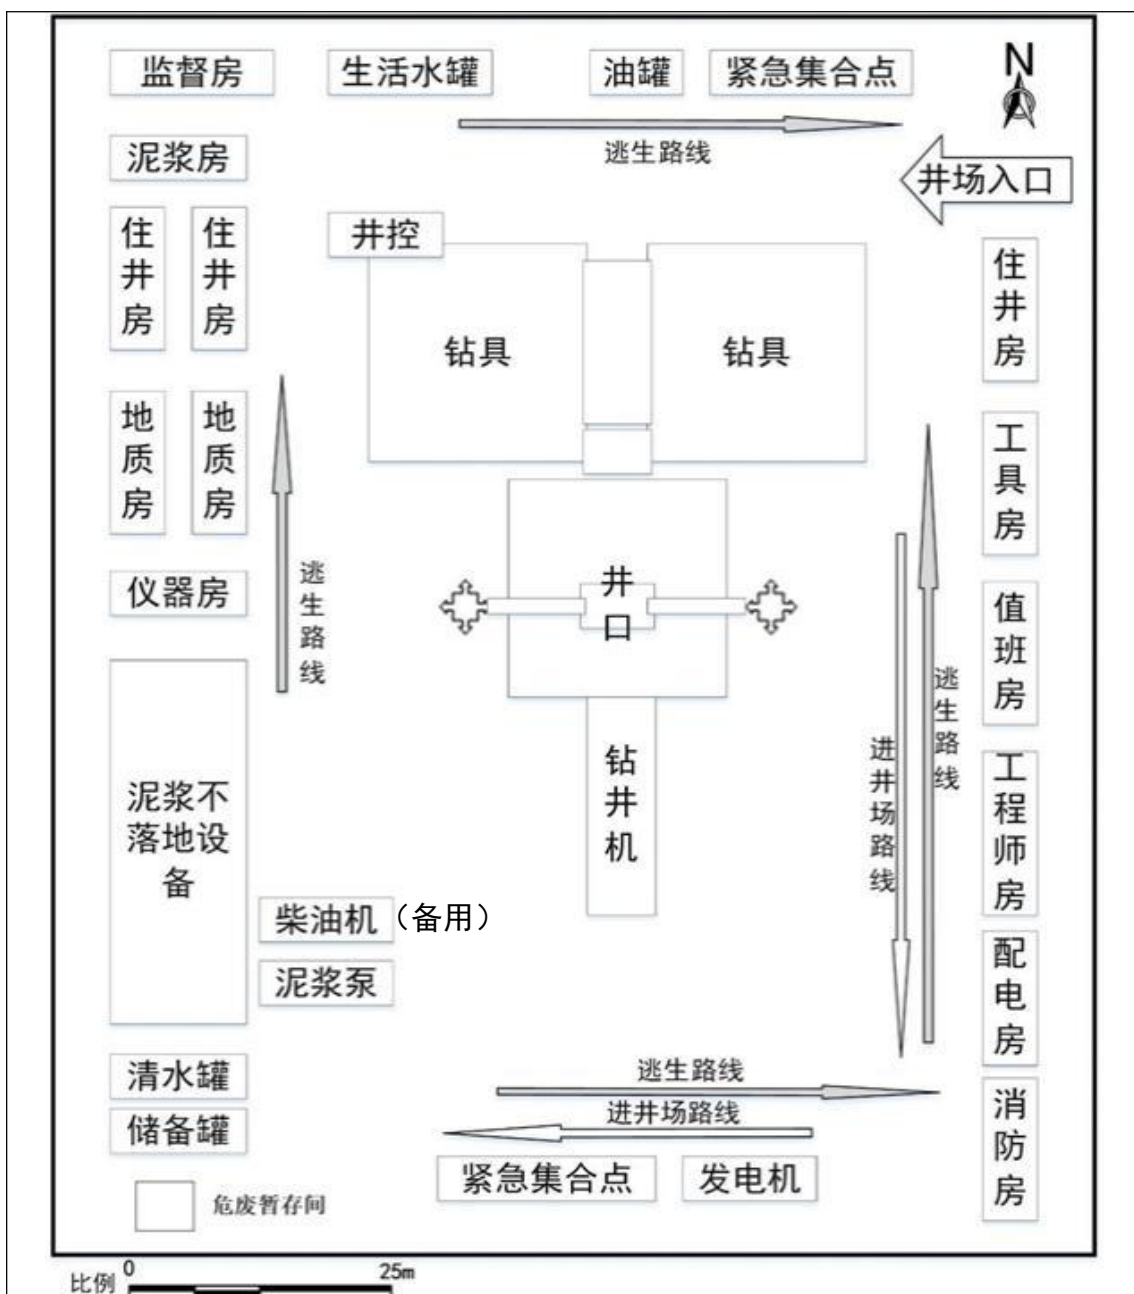 监督房
生活水罐
油罐
紧急集合点
N
逃生路线
泥浆房
井场入口
住井房
住井房
井控
住井房
钻具
钻具
地质房
地质房
工具房
仪器房
逃生路线
井口
值班房
逃生路线
进井场路线
钻井机
泥浆不
落地设
备
工程师房
柴油机(备用)
泥浆泵
配电房
清水罐
逃生路线
储备罐
进井场路线
消防房
紧急集合点
发电机
危废暂存间
比例
0
25m